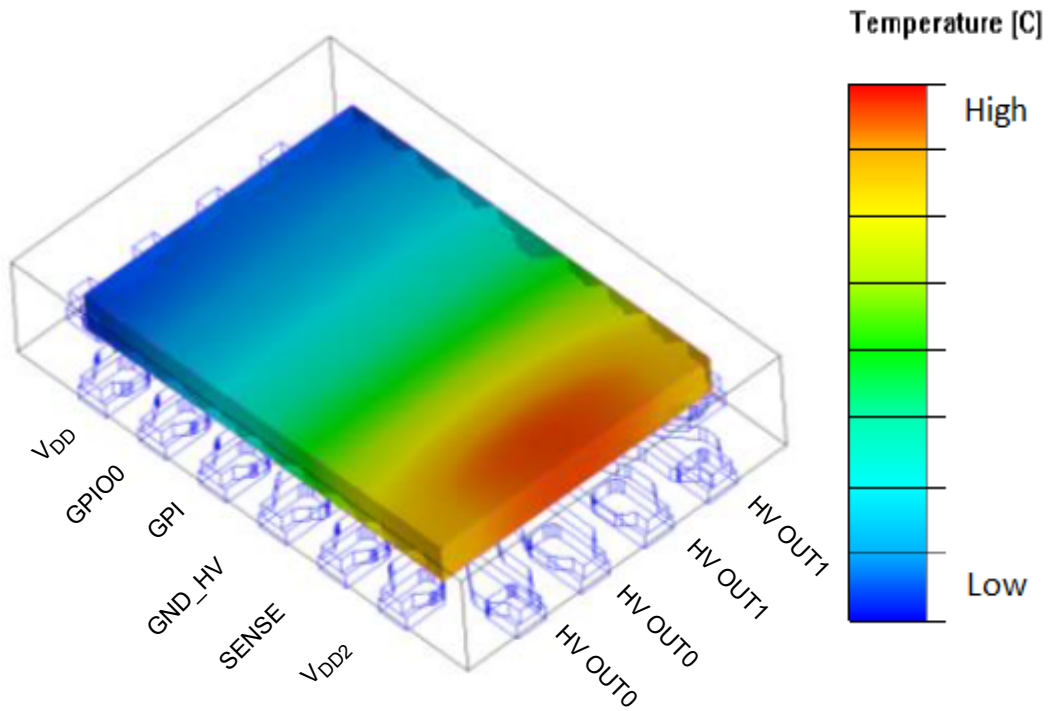 Temperature [C]
High
Low
VDD
GPIO0
GPI
GND_HV
SENSE
VDD2
HV OUT0
HV OUT0
HV OUT1
HV OUT1